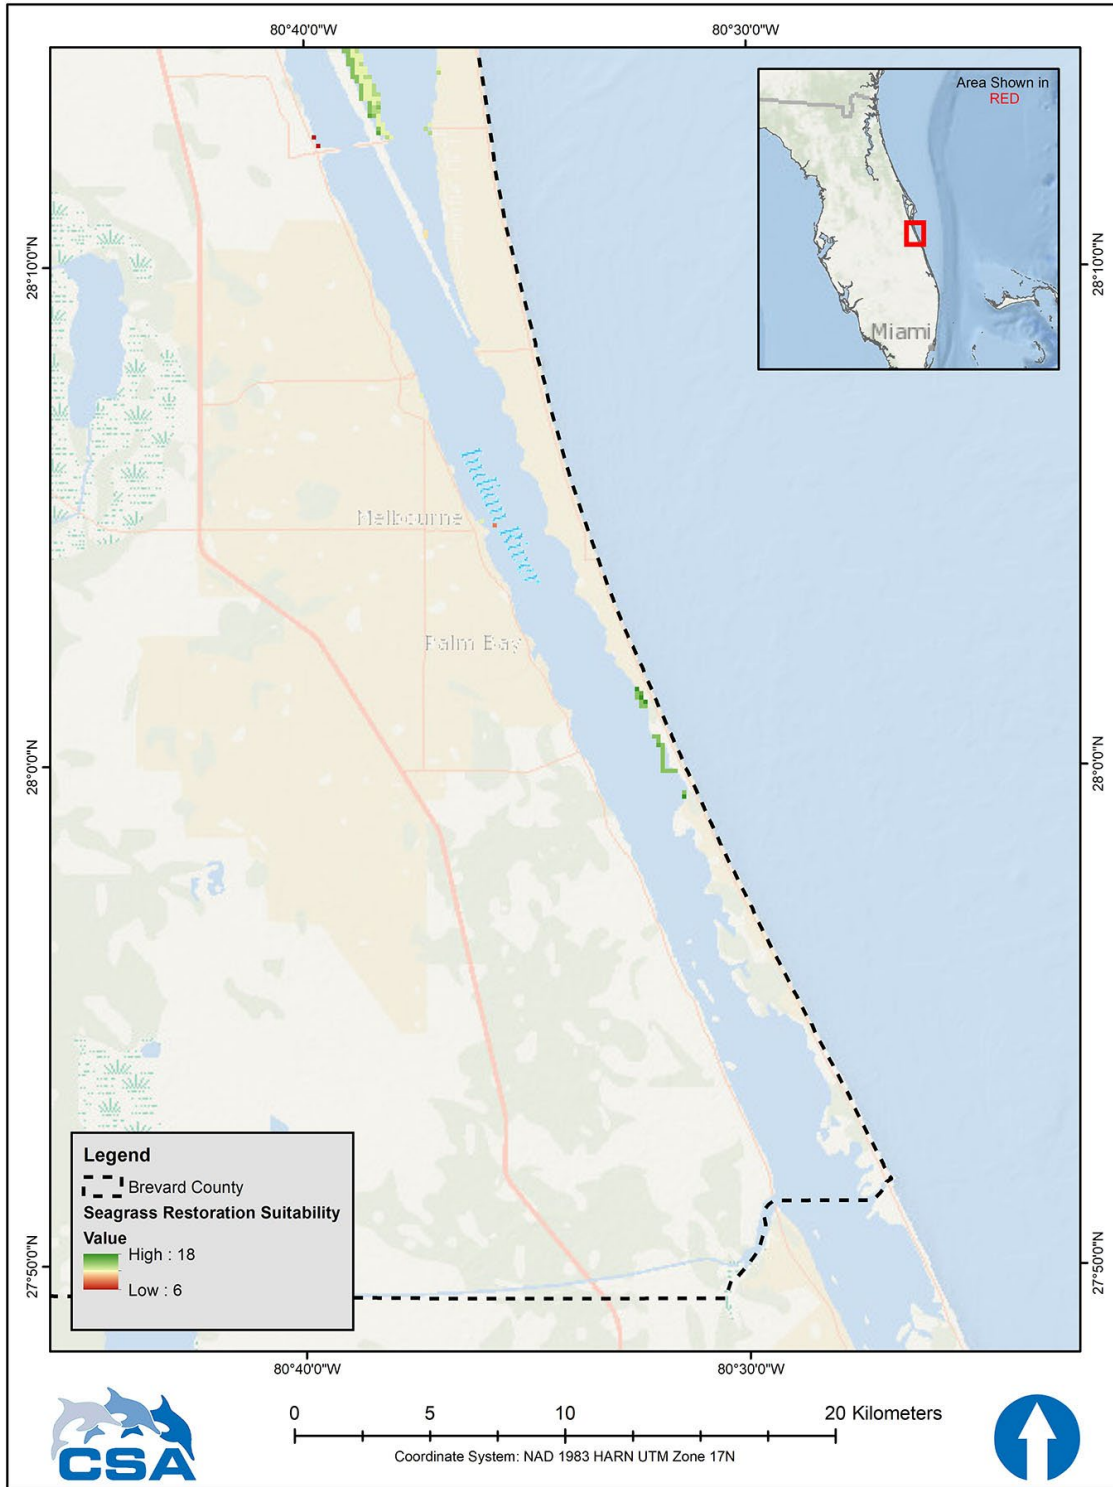 80°40'0"W
80°30'0"W
Area Shown in
RED
Miami
28°10'0"N
28°10'0"N
Indian River
Melbourne
Palm Bay
28°0'0"N
28°0'0"N
Legend
Brevard County
Seagrass Restoration Suitability
Value
High : 18
Low : 6
27°50'0"N
27°50'0"N
80°40'0"W
80°30'0"W
0 5 10 20 Kilometers
Coordinate System: NAD 1983 HARN UTM Zone 17N
CSA